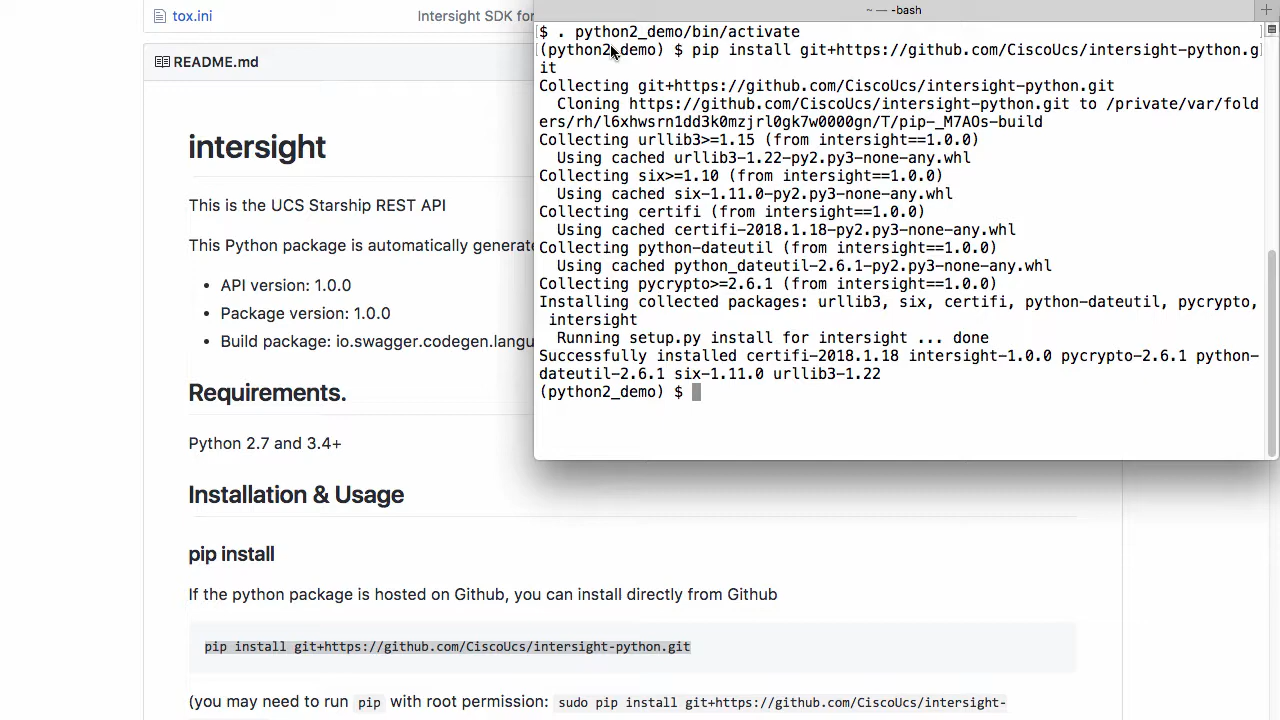 tox.ini
Intersight SDK for
README.md
intersight
This is the UCS Starship REST API
This Python package is automatically generate
• API version: 1.0.0
• Package version: 1.0.0
• Build package: io.swagger.codegen.langu
Requirements.
Python 2.7 and 3.4+
Installation & Usage
pip install
If the python package is hosted on Github, you can install directly from Github
pip install git+https://github.com/CiscoUcs/intersight-python.git
(you may need to run pip with root permission: sudo pip install git+https://github.com/CiscoUcs/intersight-
~ — -bash
$ . python2_demo/bin/activate
(python2_demo) $ pip install git+https://github.com/CiscoUcs/intersight-python.g
it
Collecting git+https://github.com/CiscoUcs/intersight-python.git
Cloning https://github.com/CiscoUcs/intersight-python.git to /private/var/fold
ers/rh/l6xhwsrn1dd3k0mzjrl0gk7w0000gn/T/pip-_M7AOs-build
Collecting urllib3>=1.15 (from intersight==1.0.0)
Using cached urllib3-1.22-py2.py3-none-any.whl
Collecting six>=1.10 (from intersight==1.0.0)
Using cached six-1.11.0-py2.py3-none-any.whl
Collecting certifi (from intersight==1.0.0)
Using cached certifi-2018.1.18-py2.py3-none-any.whl
Collecting python-dateutil (from intersight==1.0.0)
Using cached python_dateutil-2.6.1-py2.py3-none-any.whl
Collecting pycrypto>=2.6.1 (from intersight==1.0.0)
Installing collected packages: urllib3, six, certifi, python-dateutil, pycrypto,
intersight
Running setup.py install for intersight ... done
Successfully installed certifi-2018.1.18 intersight-1.0.0 pycrypto-2.6.1 python-
dateutil-2.6.1 six-1.11.0 urllib3-1.22
(python2_demo) $